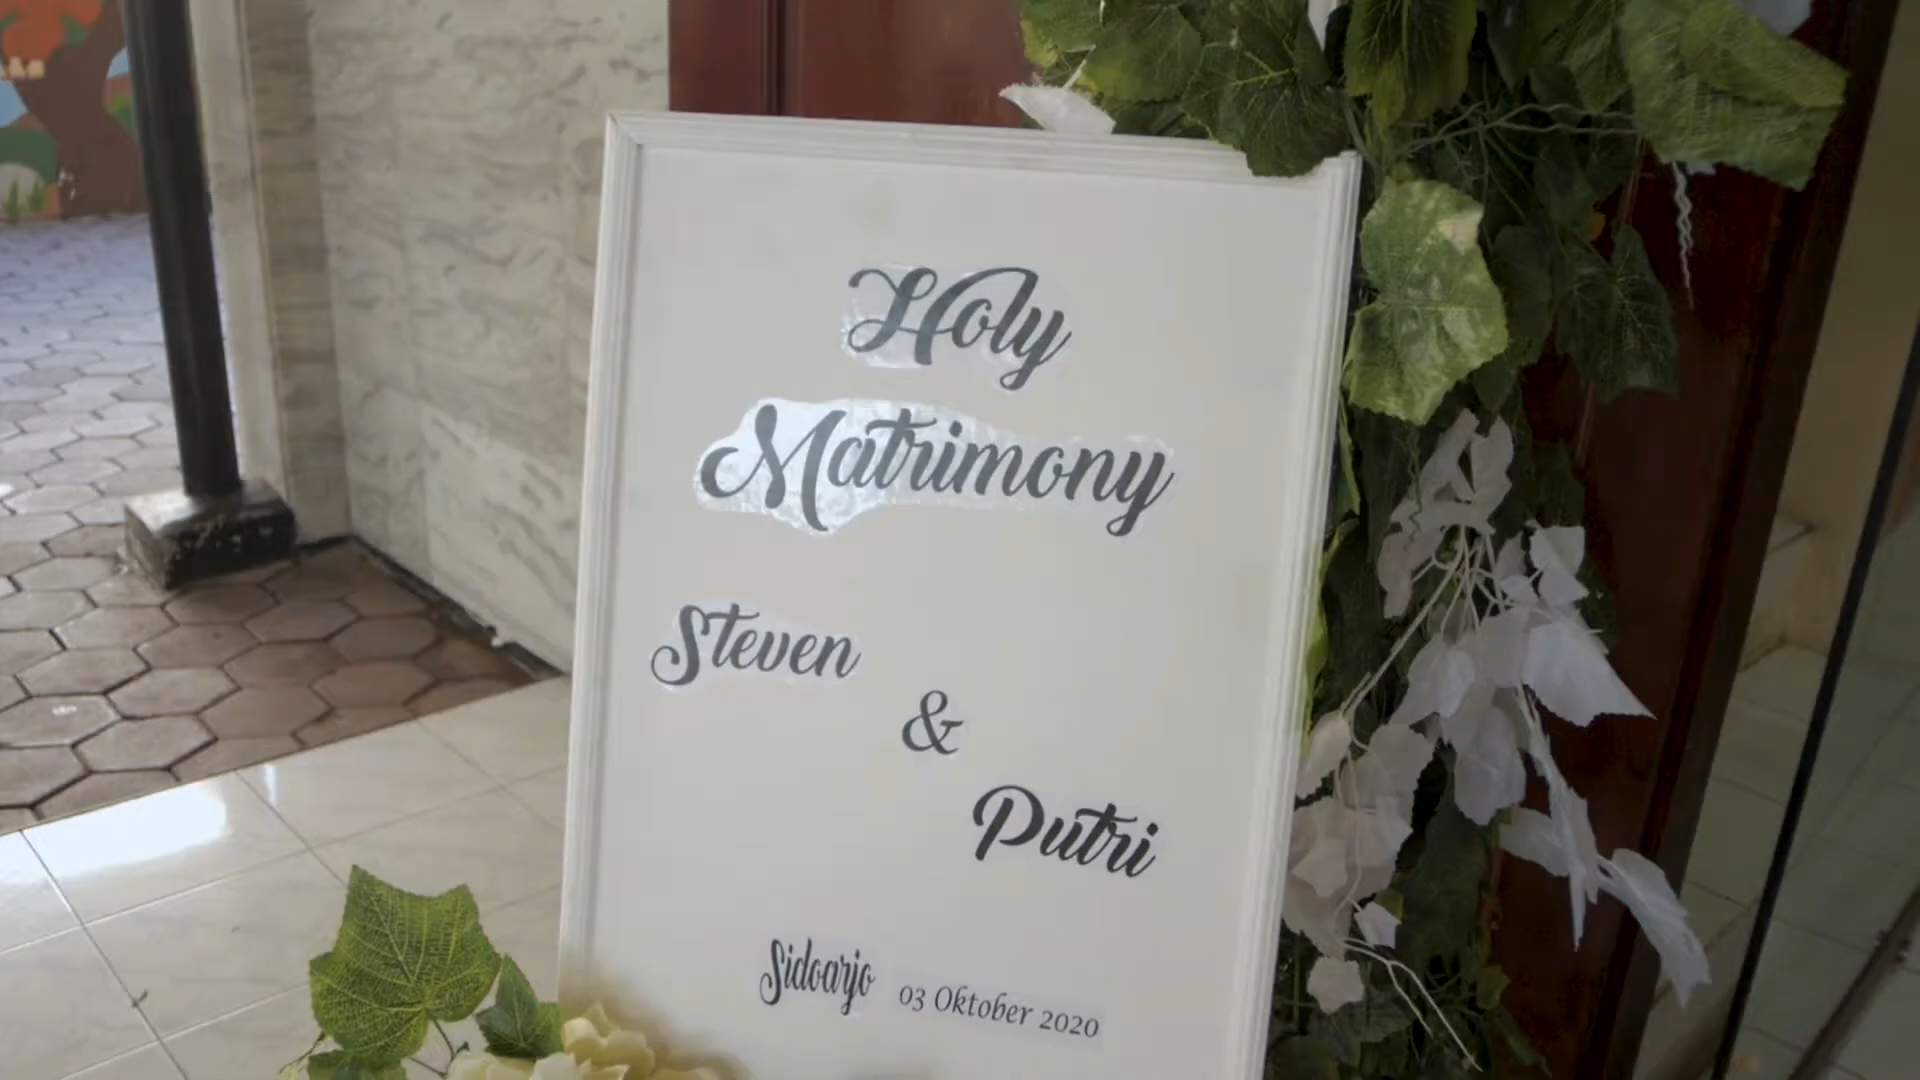 Holy
Matrimony
Steven
&
Putri
Sidoarjo 03 Oktober 2020